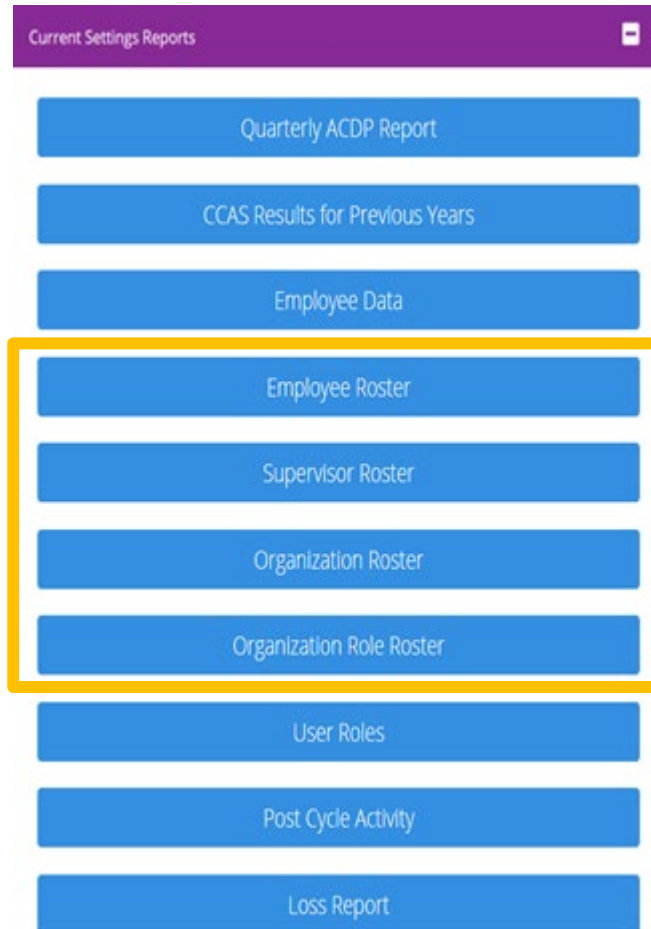 Current Settings Reports
Quarterly ACDP Report
CCAS Results for Previous Years
Employee Data
Employee Roster
Supervisor Roster
Organization Roster
Organization Role Roster
User Roles
Post Cycle Activity
Loss Report